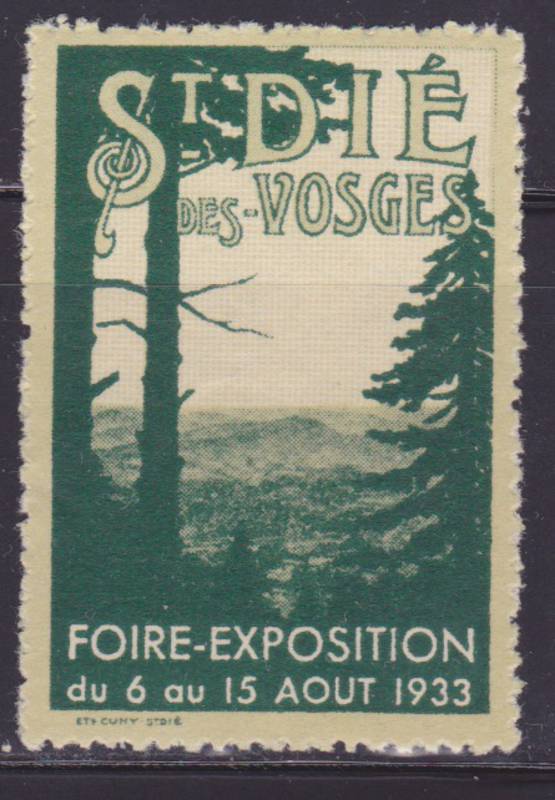 ST DIÉ
DES-VOSGES
FOIRE-EXPOSITION
du 6 au 15 AOUT 1933
ETS CUNY - ST DIÉ